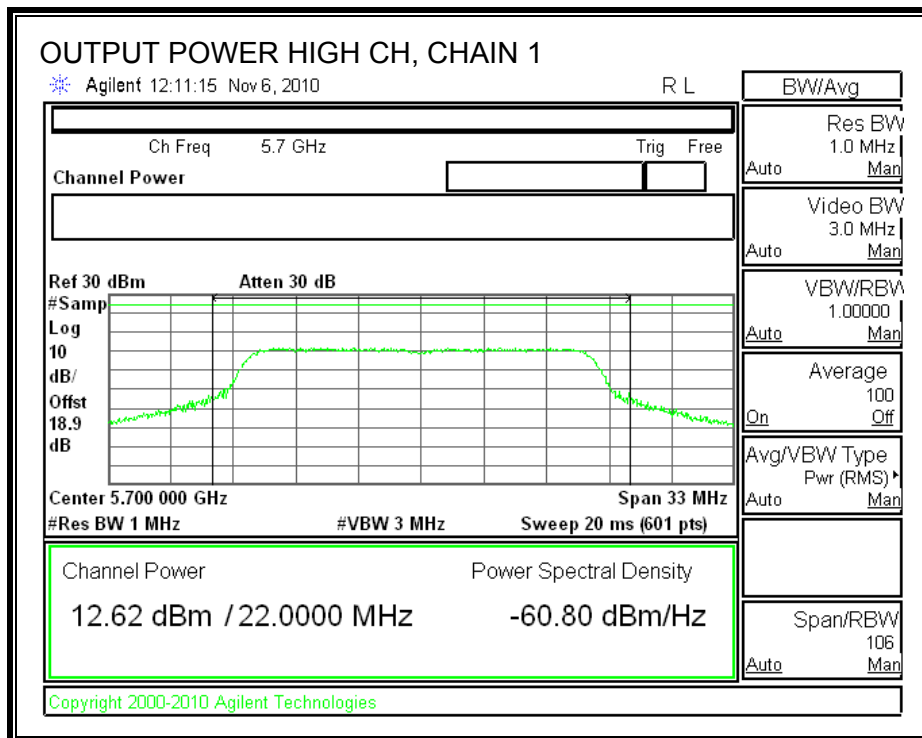 OUTPUT POWER HIGH CH, CHAIN 1
Agilent 12:11:15 Nov 6, 2010 R L
Ch Freq 5.7 GHz Trig Free
Channel Power
Ref 30 dBm Atten 30 dB
#Samp
Log
10
dB/
Offst
18.9
dB
Center 5.700 000 GHz Span 33 MHz
#Res BW 1 MHz #VBW 3 MHz Sweep 20 ms (601 pts)
Channel Power Power Spectral Density
12.62 dBm / 22.0000 MHz -60.80 dBm/Hz
Copyright 2000-2010 Agilent Technologies
BW/Avg
Res BW
1.0 MHz
Auto Man
Video BW
3.0 MHz
Auto Man
VBW/RBW
1.00000
Auto Man
Average
100
On Off
Avg/VBW Type
Pwr (RMS)
Auto Man
Span/RBW
106
Auto Man